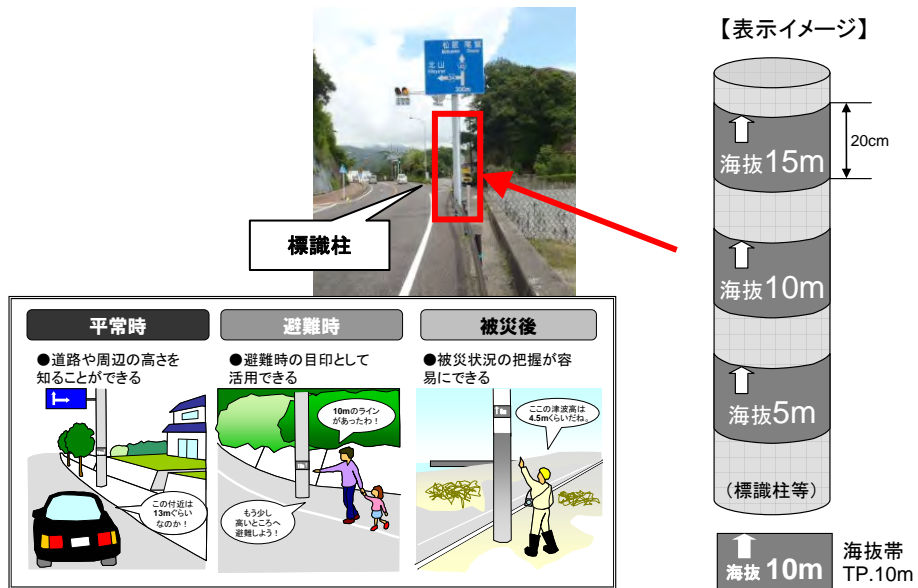 【表示イメージ】
松阪 尾鷲
北山
300m
標識柱
海抜15m
20cm
海抜10m
海抜5m
(標識柱等)
海抜 10m
海抜帯
TP.10m
平常時
●道路や周辺の高さを
知ることができる
この付近は
13mぐらい
なのか!
避難時
●避難時の目印として
活用できる
10mのライン
があったわ!
もう少し
高いところへ
避難しよう!
被災後
●被災状況の把握が容
易にできる
ここの津波高は
4.5mくらいだね。